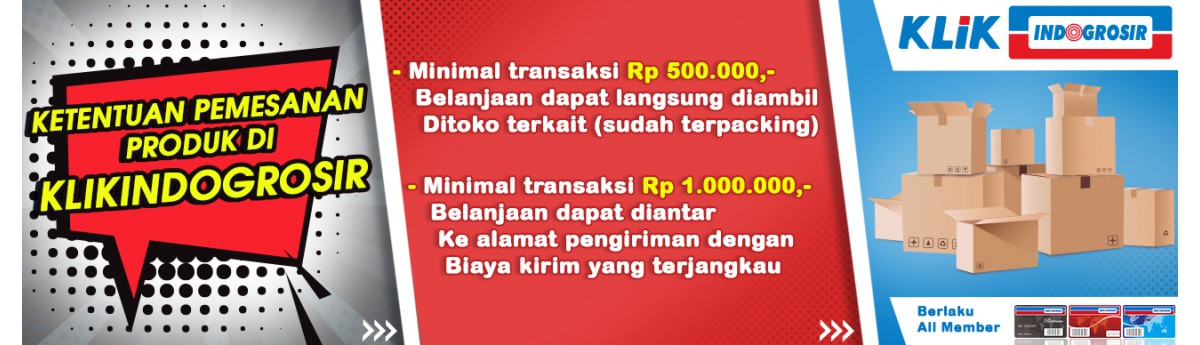 KETENTUAN PEMESANAN
PRODUK DI
KLIKINDOGROSIR
- Minimal transaksi Rp 500.000,-
Belanjaan dapat langsung diambil
Ditoko terkait (sudah terpacking)
- Minimal transaksi Rp 1.000.000,-
Belanjaan dapat diantar
Ke alamat pengiriman dengan
Biaya kirim yang terjangkau
KLiK INDOGROSIR
Berlaku
All Member